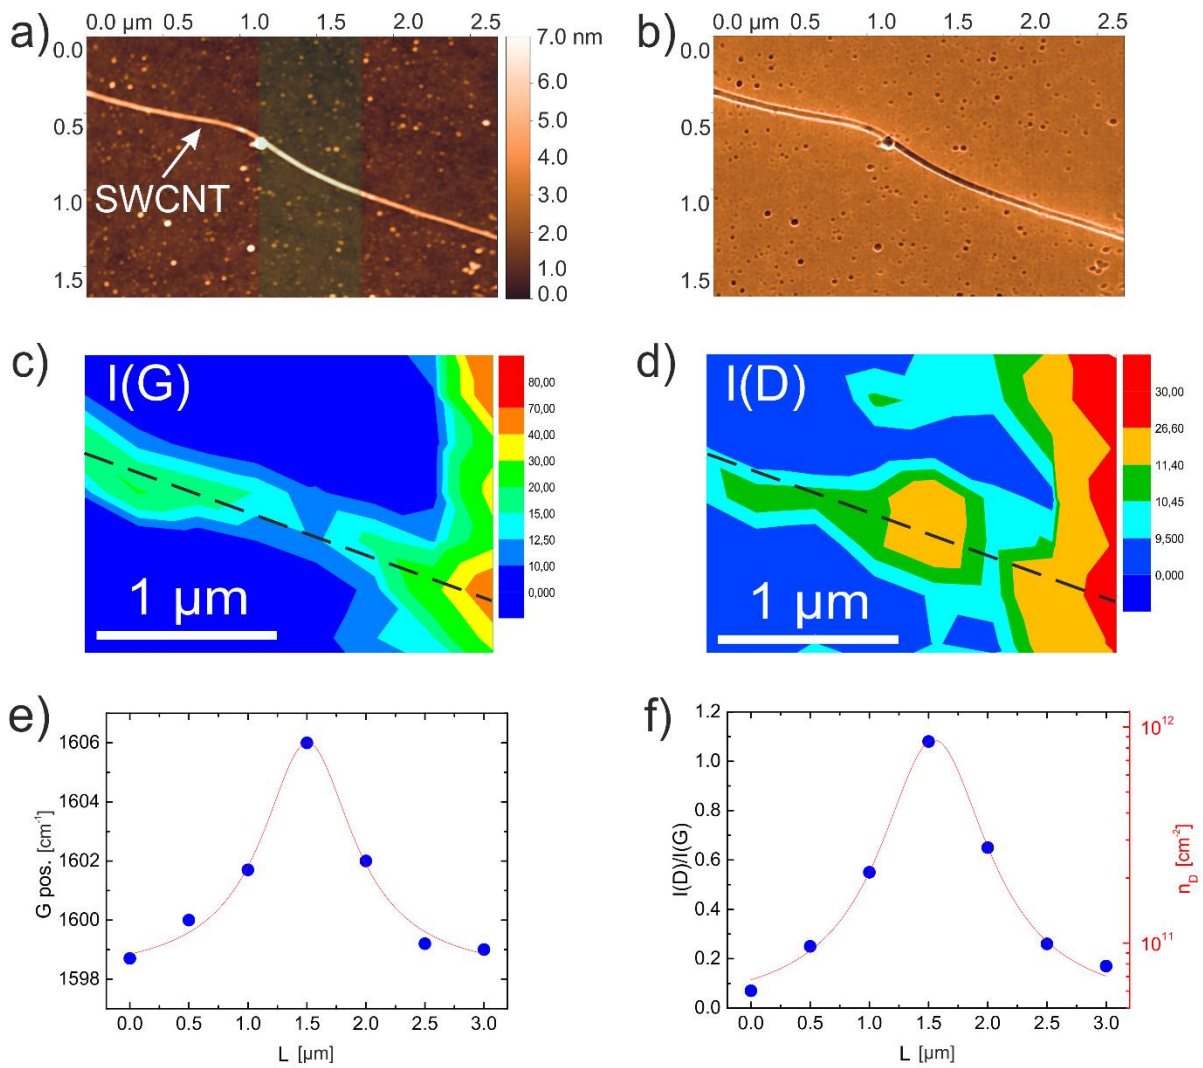 a)
0.0 µm 0.5 1.0 1.5 2.0 2.5
0.0
0.5
1.0
1.5
SWCNT
7.0 nm
6.0
5.0
4.0
3.0
2.0
1.0
0.0
b)
0.0 µm 0.5 1.0 1.5 2.0 2.5
0.0
0.5
1.0
1.5
c)
I(G)
1 µm
80,00
70,00
40,00
30,00
20,00
15,00
12,50
10,00
0,000
d)
I(D)
1 µm
30,00
26,60
11,40
10,45
9,500
0,000
e)
G pos. [cm⁻¹]
1606
1604
1602
1600
1598
0.0 0.5 1.0 1.5 2.0 2.5 3.0
L [µm]
f)
I(D)/I(G)
1.2
1.0
0.8
0.6
0.4
0.2
0.0
0.0 0.5 1.0 1.5 2.0 2.5 3.0
L [µm]
10¹²
10¹¹
n_D [cm⁻²]